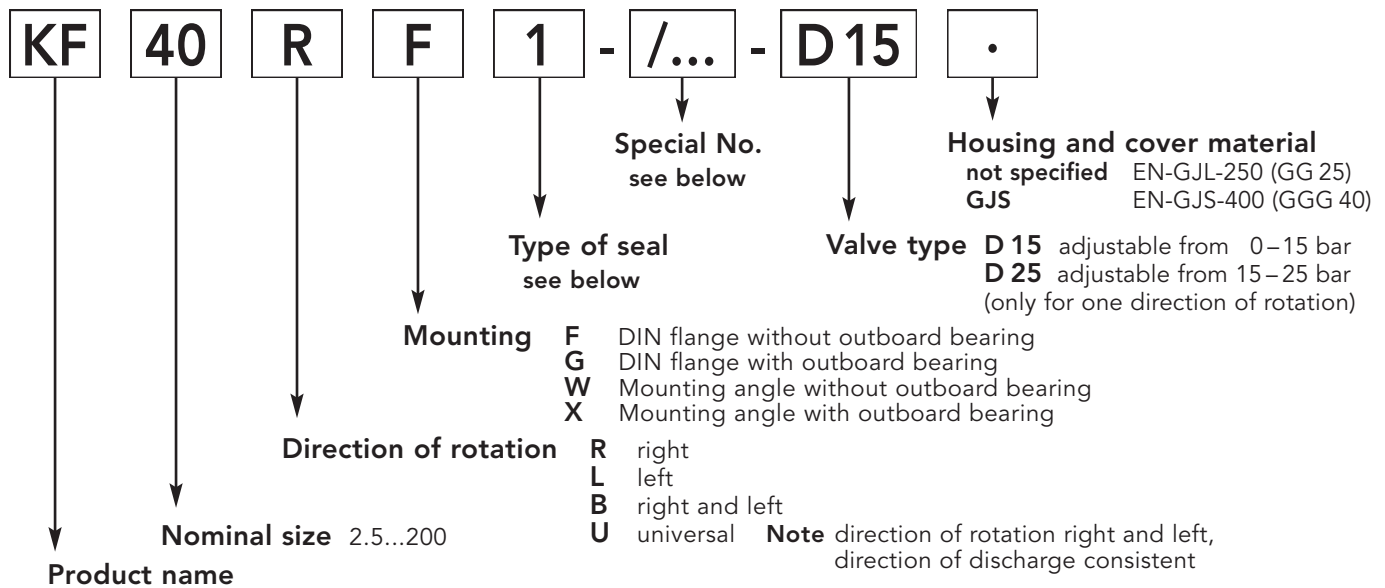 KF 40 R F 1 - /... - D 15 •
Special No.
see below
Housing and cover material
not specified EN-GJL-250 (GG 25)
GJS EN-GJS-400 (GGG 40)
Type of seal
see below
Valve type D 15 adjustable from 0–15 bar
D 25 adjustable from 15–25 bar
(only for one direction of rotation)
Mounting F DIN flange without outboard bearing
G DIN flange with outboard bearing
W Mounting angle without outboard bearing
X Mounting angle with outboard bearing
Direction of rotation R right
L left
B right and left
U universal Note direction of rotation right and left,
direction of discharge consistent
Nominal size 2.5...200
Product name